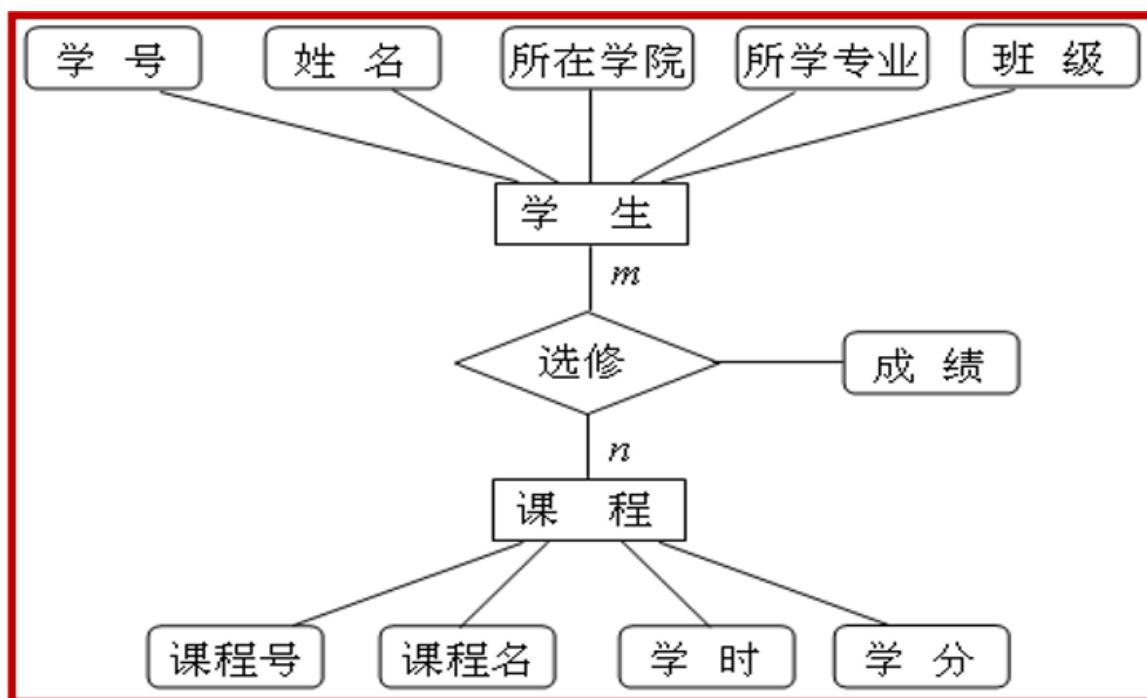 学 号 姓 名 所在学院 所学专业 班 级
学 生
m
选修 成 绩
n
课 程
课程号 课程名 学 时 学 分